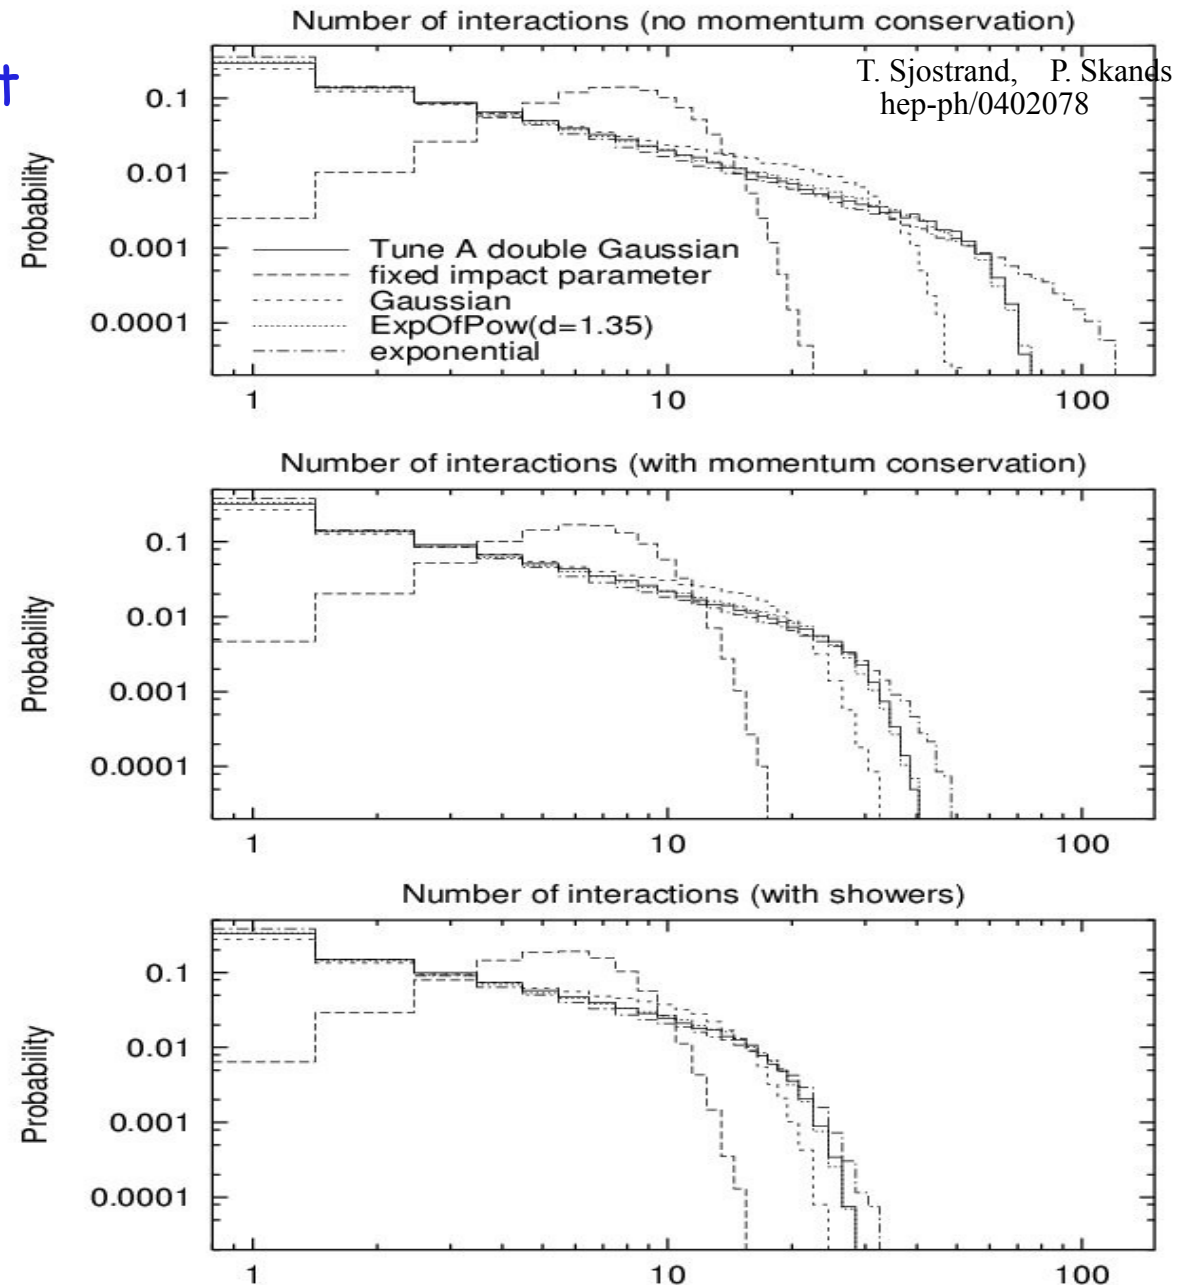 Number of interactions (no momentum conservation)
t
T. Sjostrand, P. Skands
hep-ph/0402078
Probability
0.1
0.01
0.001
0.0001
Tune A double Gaussian
fixed impact parameter
Gaussian
ExpOfPow(d=1.35)
exponential
1 10 100
Number of interactions (with momentum conservation)
Probability
0.1
0.01
0.001
0.0001
1 10 100
Number of interactions (with showers)
Probability
0.1
0.01
0.001
0.0001
1 10 100